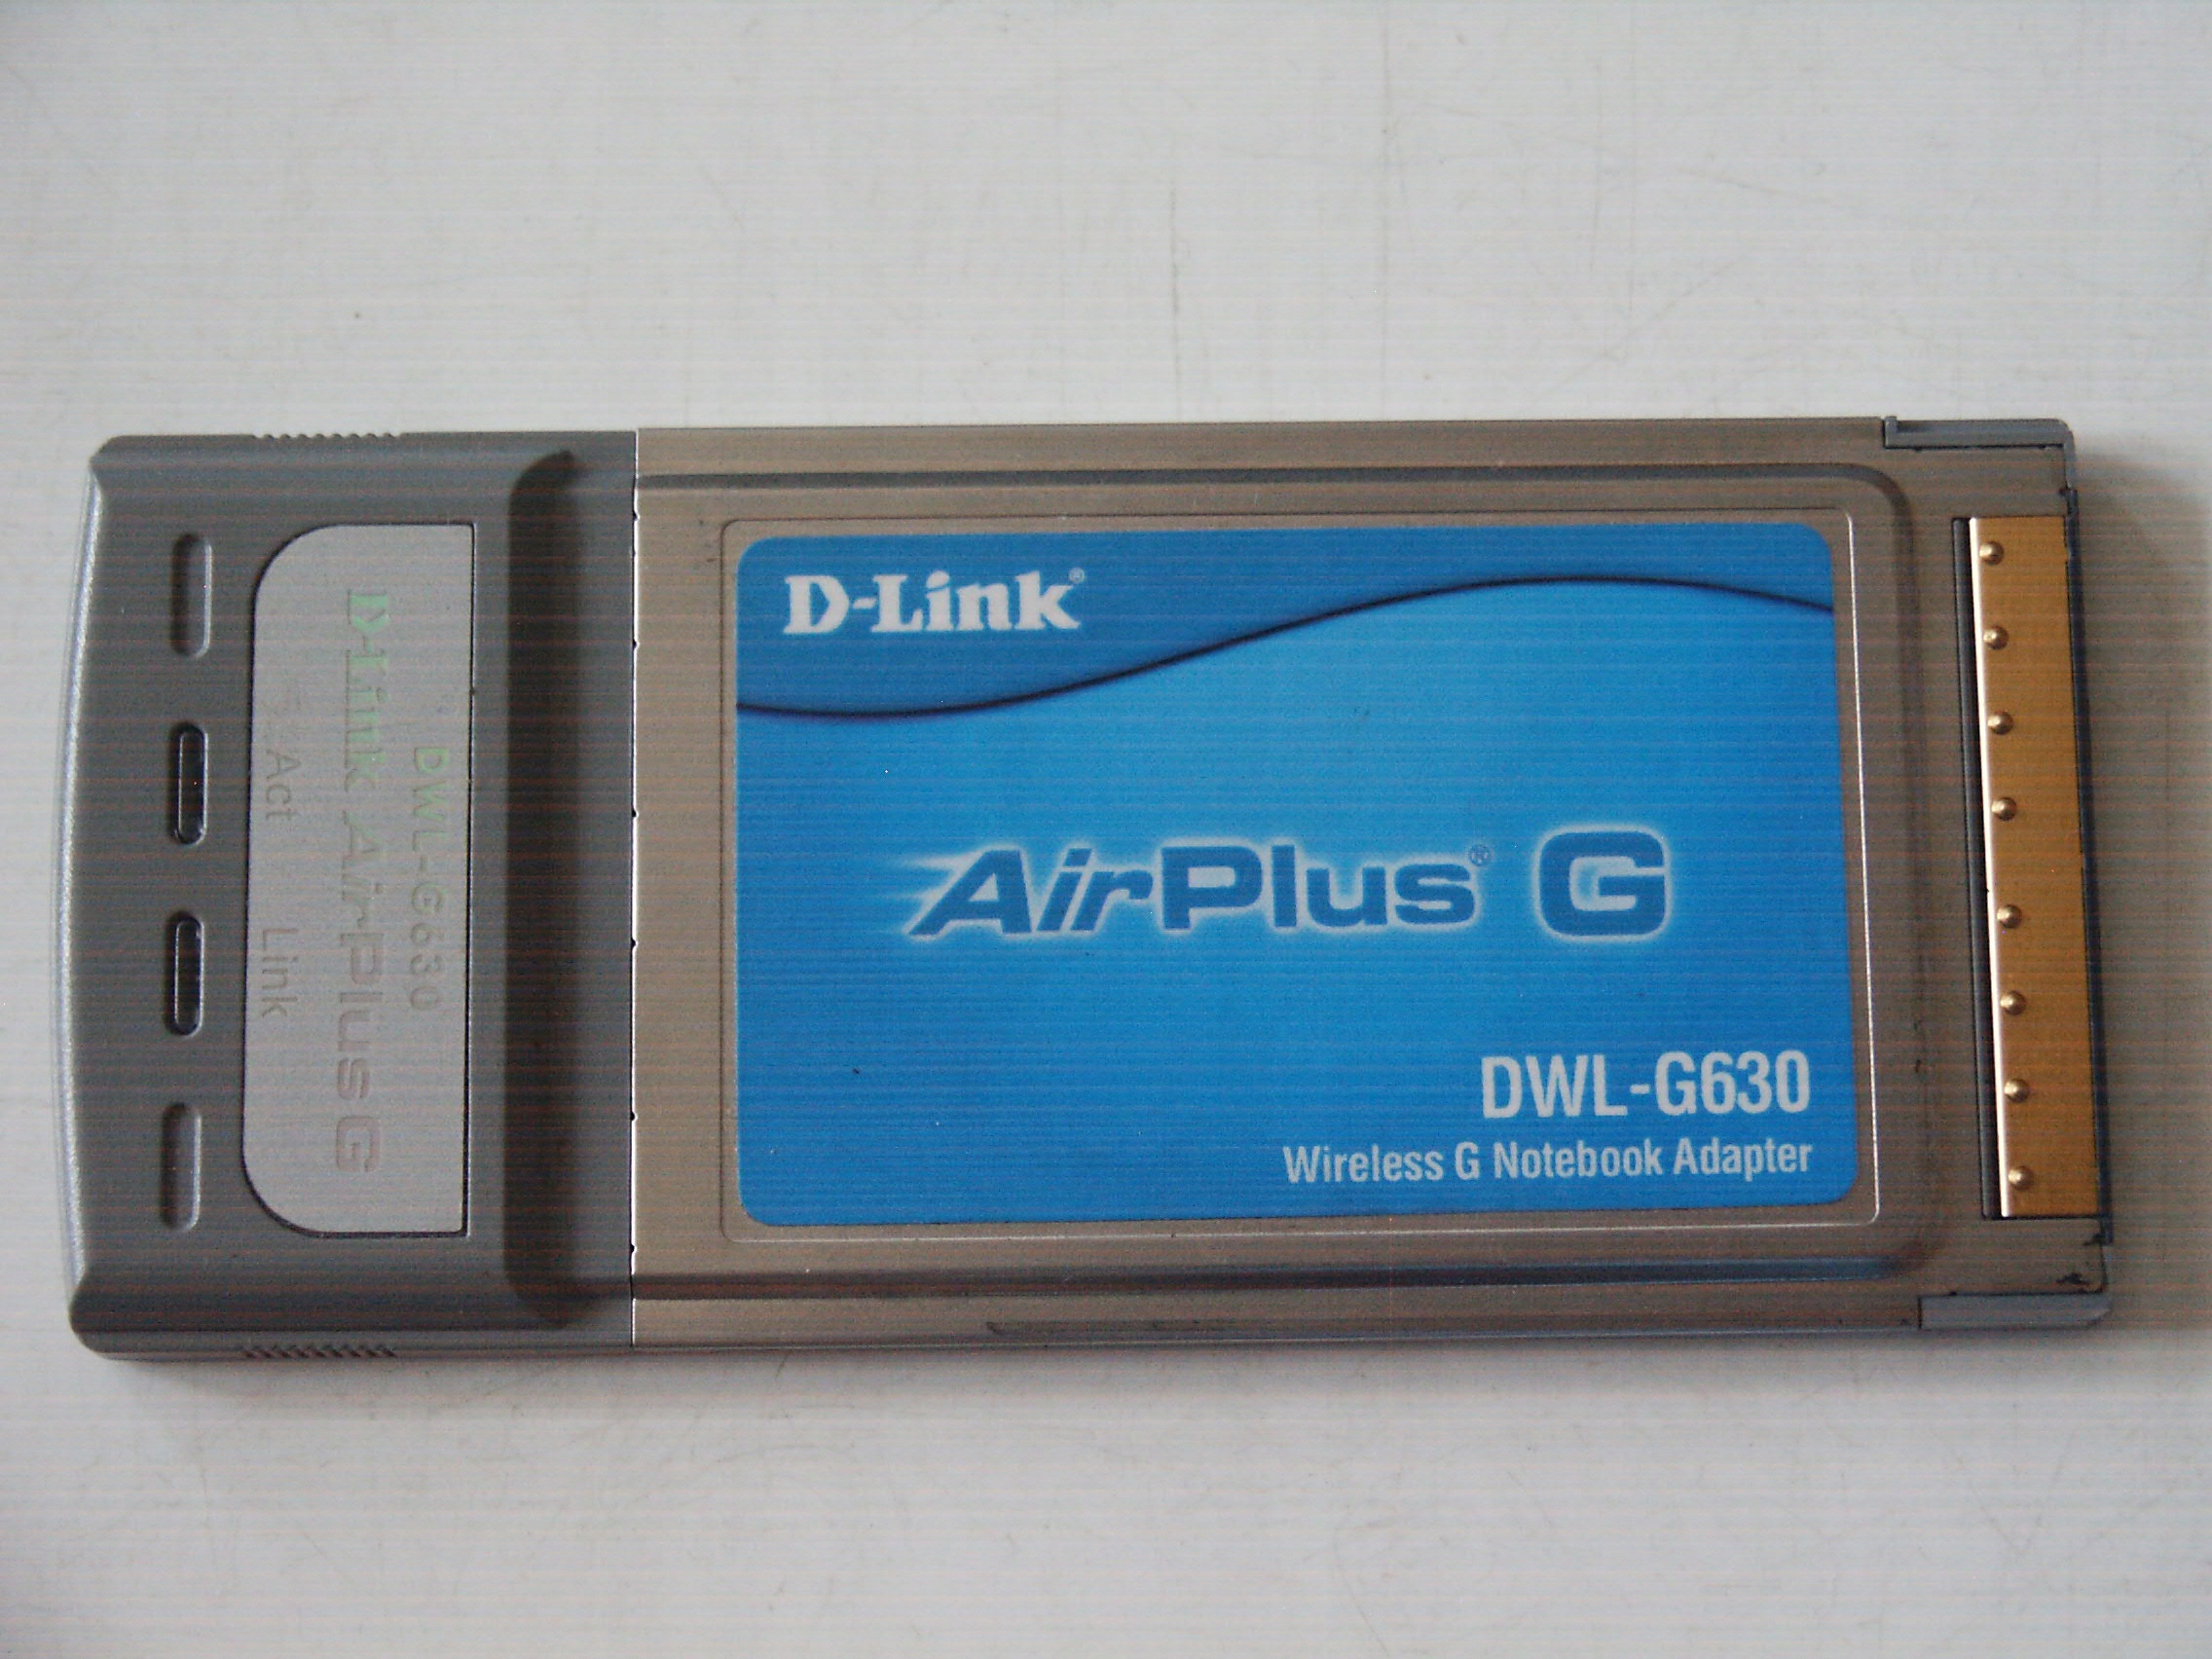 D-Link®
AirPlus® G
DWL-G630
Wireless G Notebook Adapter
DWL-G630
D-Link AirPlus G
Act Link